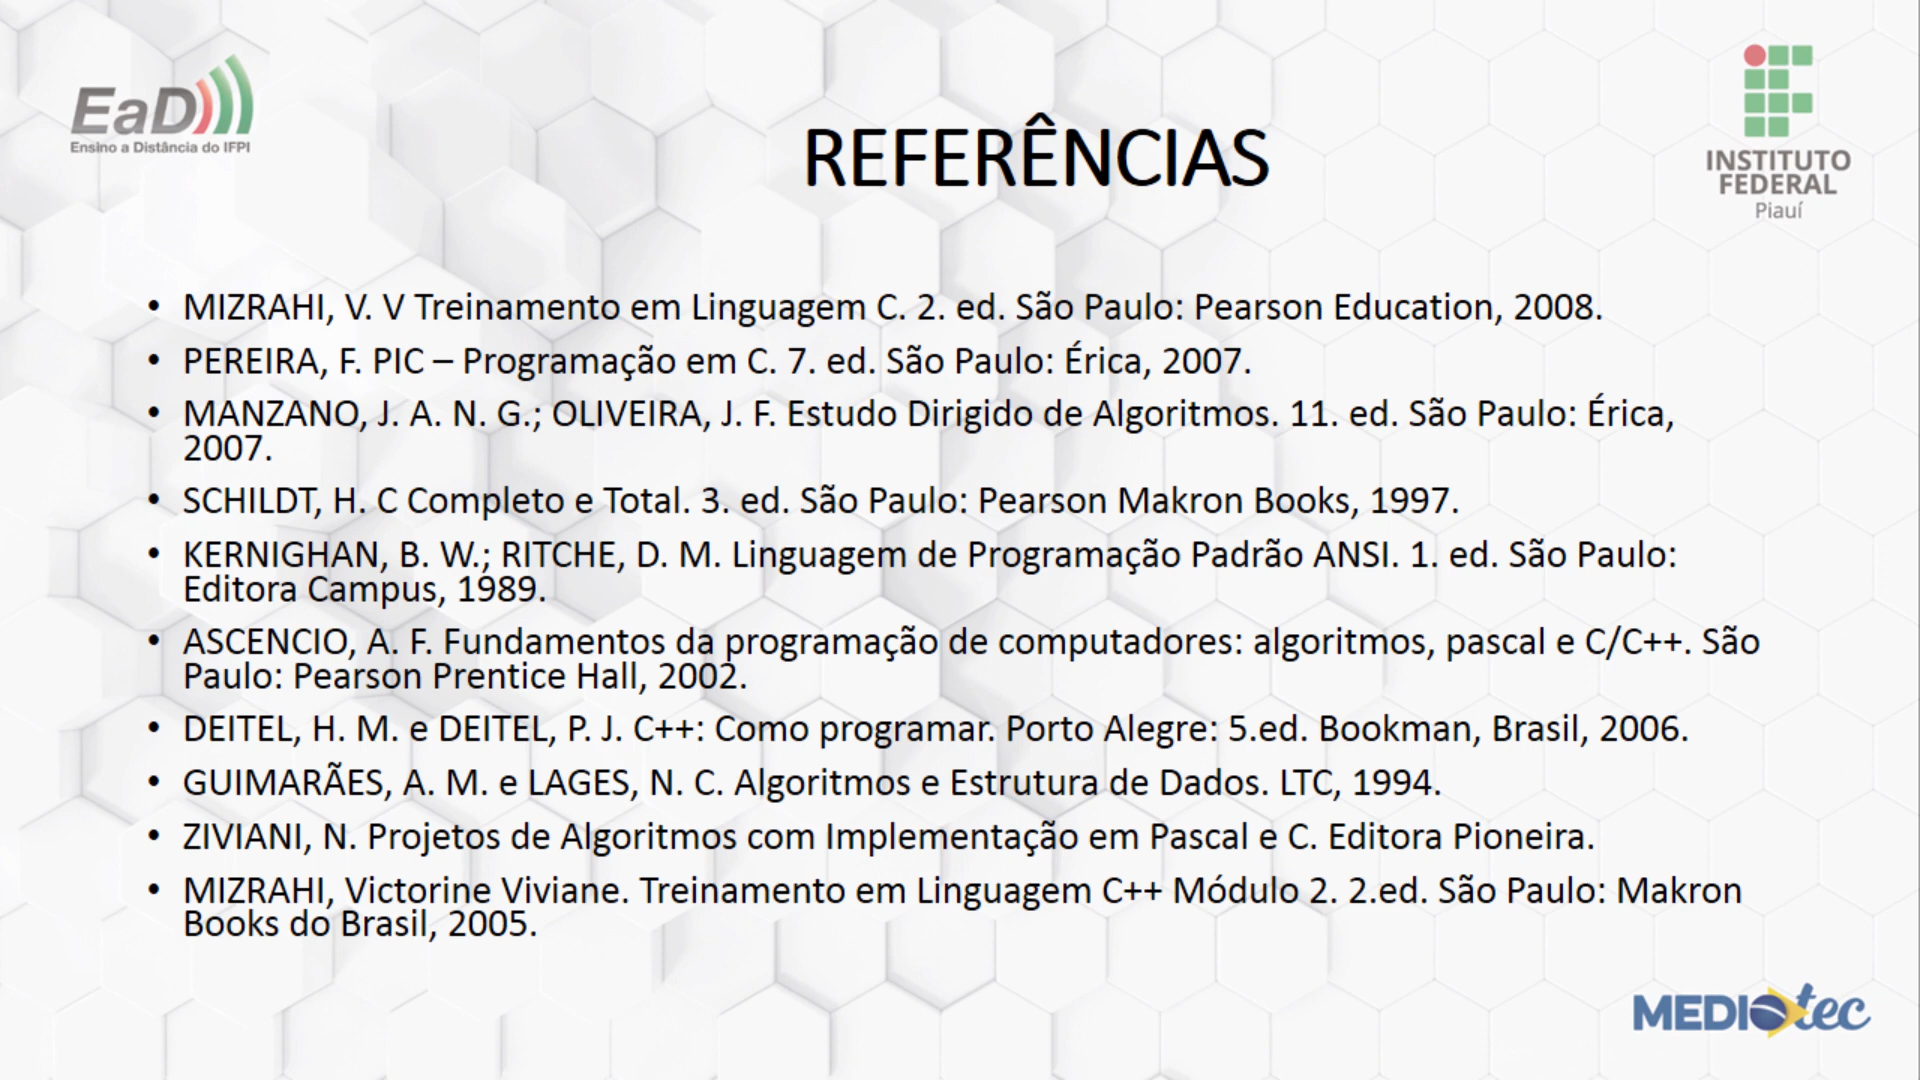 EaD
Ensino a Distância do IFPI
REFERÊNCIAS
INSTITUTO
FEDERAL
Piauí
• MIZRAHI, V. V Treinamento em Linguagem C. 2. ed. São Paulo: Pearson Education, 2008.
• PEREIRA, F. PIC – Programação em C. 7. ed. São Paulo: Érica, 2007.
• MANZANO, J. A. N. G.; OLIVEIRA, J. F. Estudo Dirigido de Algoritmos. 11. ed. São Paulo: Érica,
2007.
• SCHILDT, H. C Completo e Total. 3. ed. São Paulo: Pearson Makron Books, 1997.
• KERNIGHAN, B. W.; RITCHE, D. M. Linguagem de Programação Padrão ANSI. 1. ed. São Paulo:
Editora Campus, 1989.
• ASCENCIO, A. F. Fundamentos da programação de computadores: algoritmos, pascal e C/C++. São
Paulo: Pearson Prentice Hall, 2002.
• DEITEL, H. M. e DEITEL, P. J. C++: Como programar. Porto Alegre: 5.ed. Bookman, Brasil, 2006.
• GUIMARÃES, A. M. e LAGES, N. C. Algoritmos e Estrutura de Dados. LTC, 1994.
• ZIVIANI, N. Projetos de Algoritmos com Implementação em Pascal e C. Editora Pioneira.
• MIZRAHI, Victorine Viviane. Treinamento em Linguagem C++ Módulo 2. 2.ed. São Paulo: Makron
Books do Brasil, 2005.
MEDIOtec